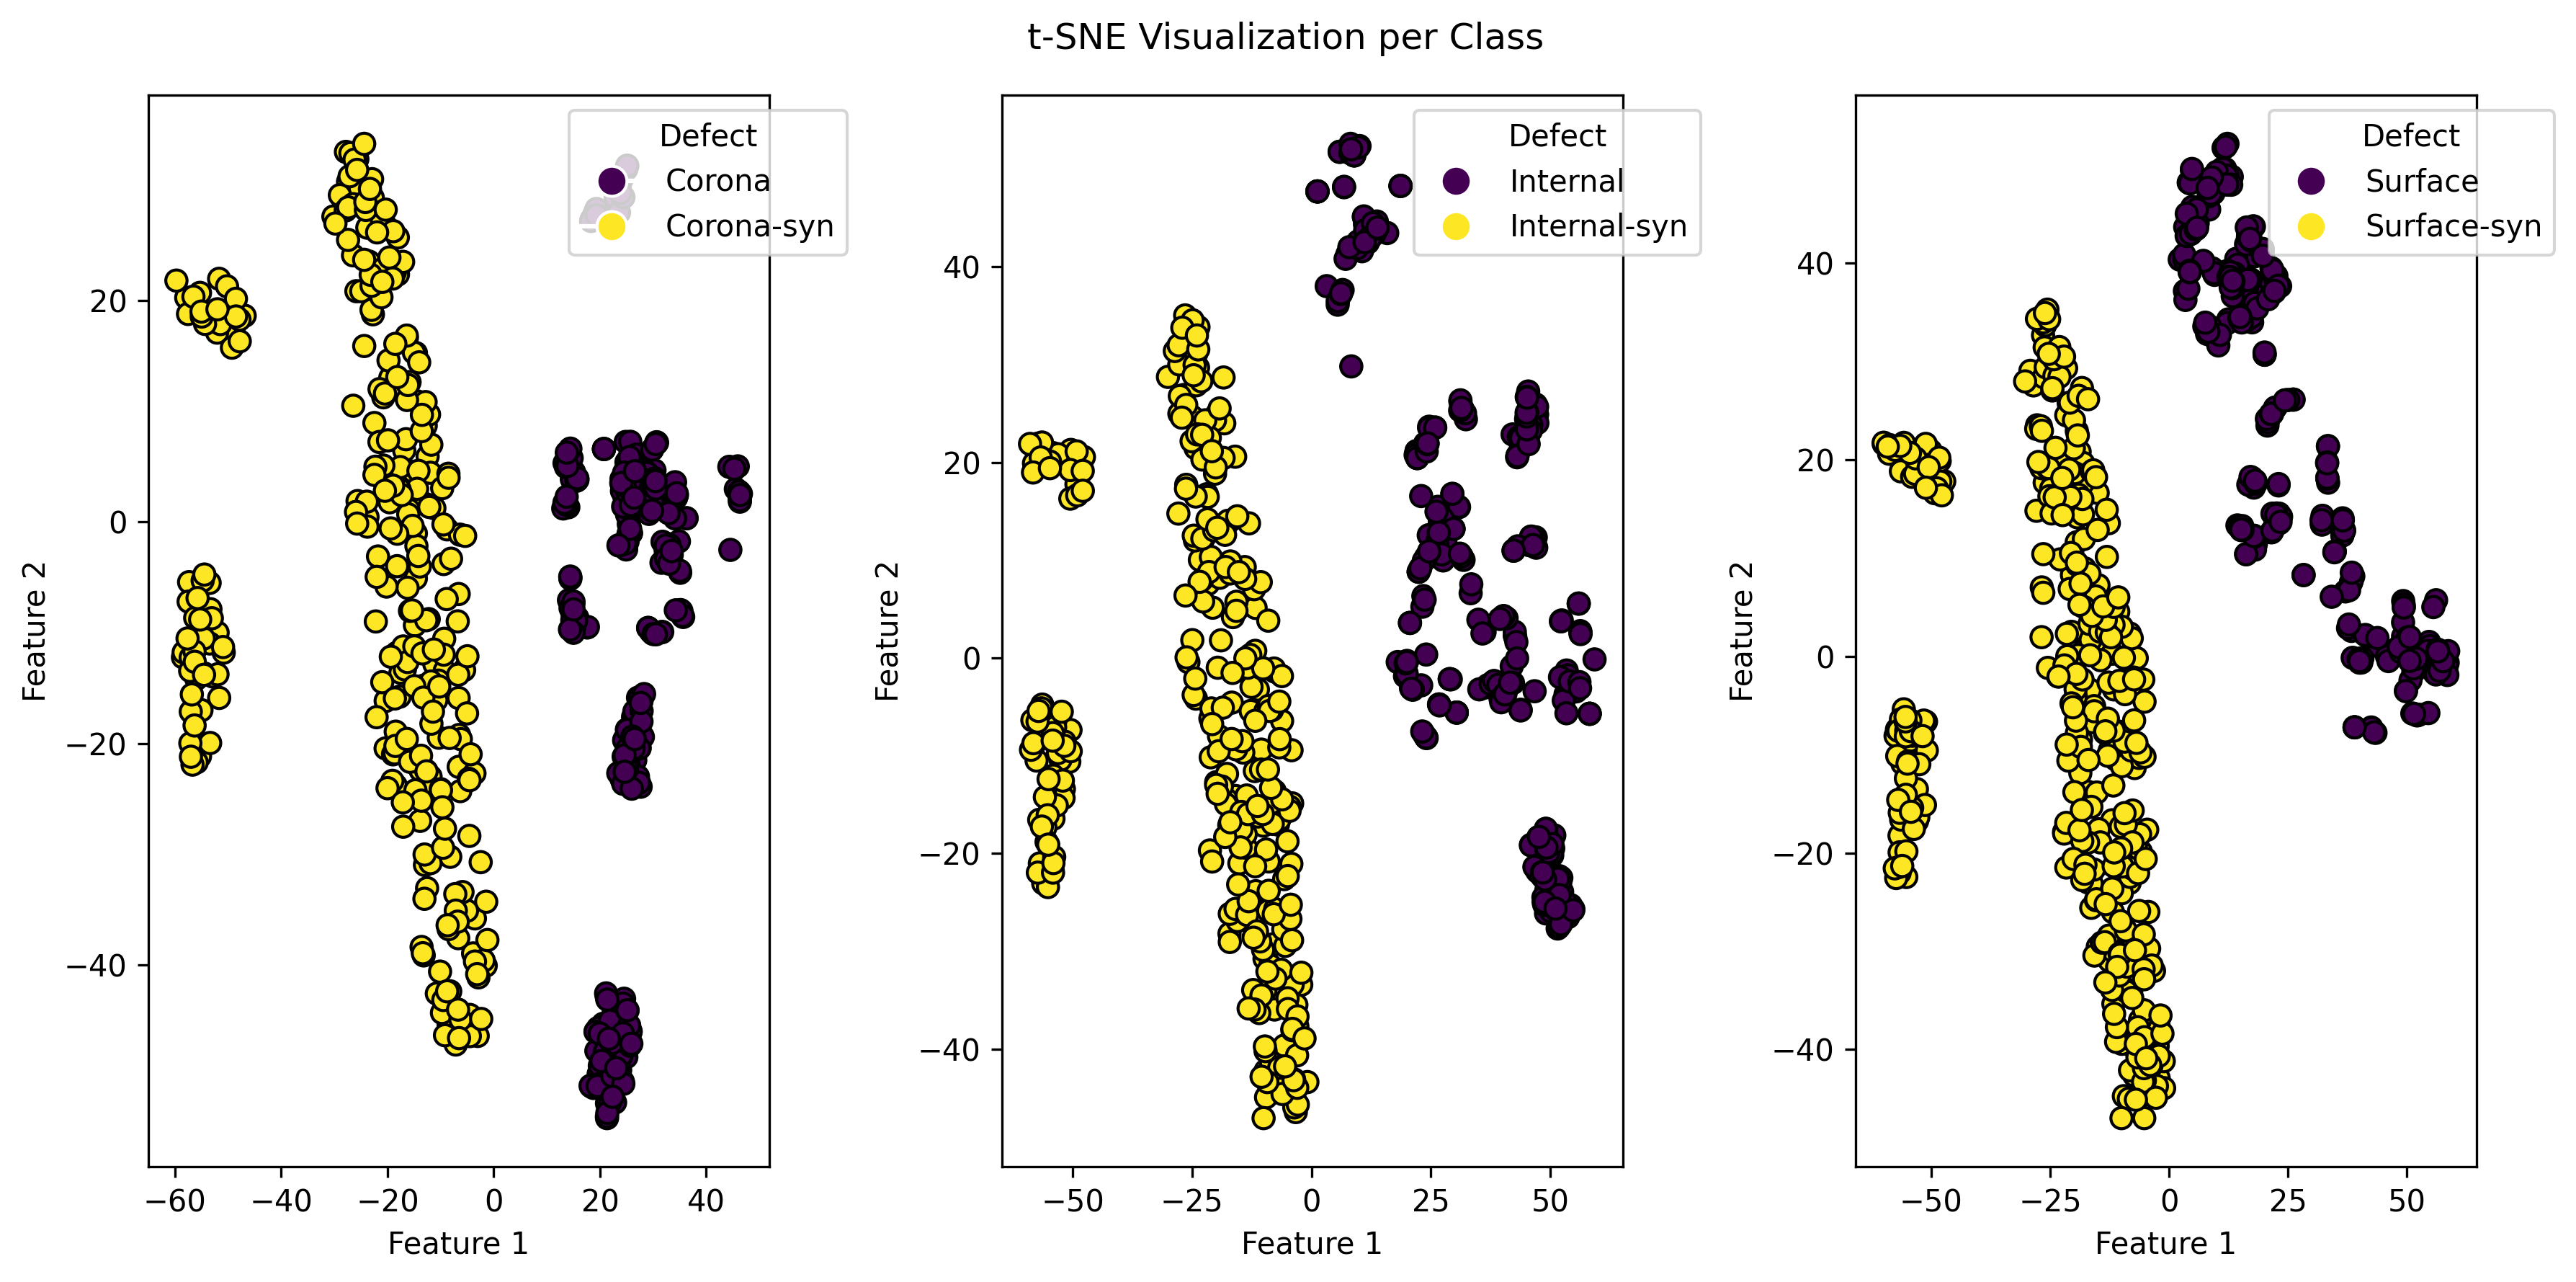 t-SNE Visualization per Class
Defect
Corona
Corona-syn
20
0
−20
−40
Feature 2
−60
−40
−20
0
20
40
Feature 1
Defect
Internal
Internal-syn
40
20
0
−20
−40
Feature 2
−50
−25
0
25
50
Feature 1
Defect
Surface
Surface-syn
40
20
0
−20
−40
Feature 2
−50
−25
0
25
50
Feature 1